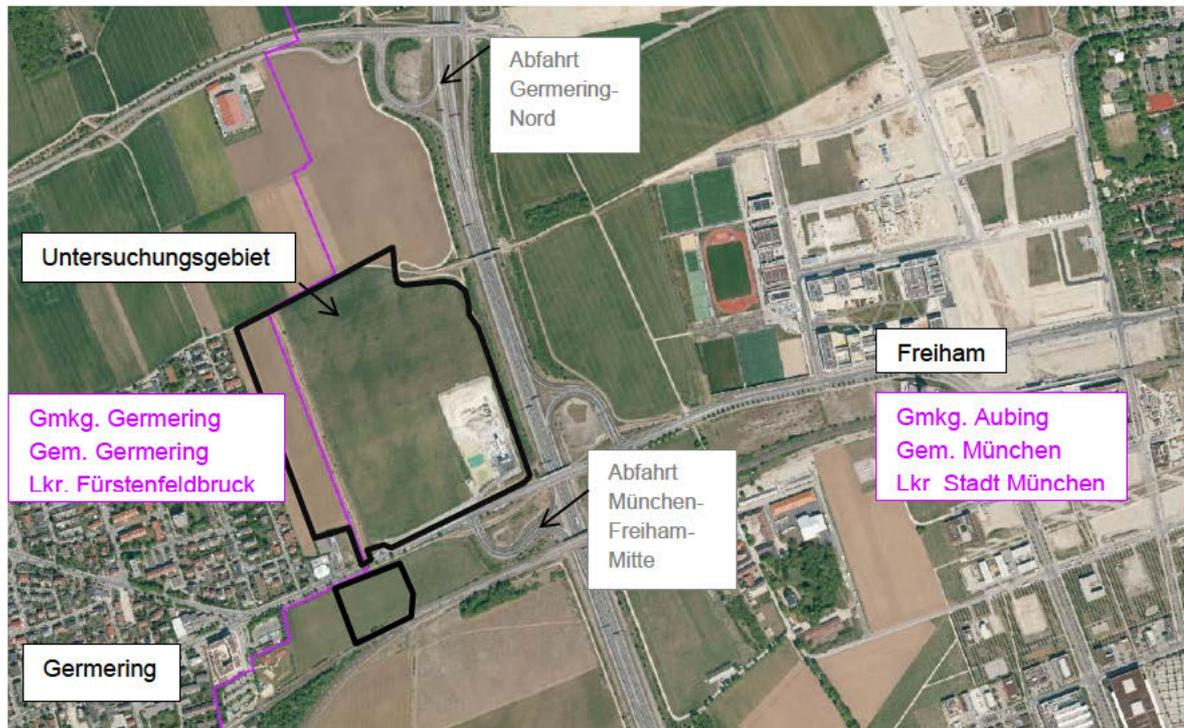 Abfahrt
Germering-
Nord
Untersuchungsgebiet
Freiham
Gmkg. Germering
Gem. Germering
Lkr. Fürstenfeldbruck
Gmkg. Aubing
Gem. München
Lkr Stadt München
Abfahrt
München-
Freiham-
Mitte
Germering